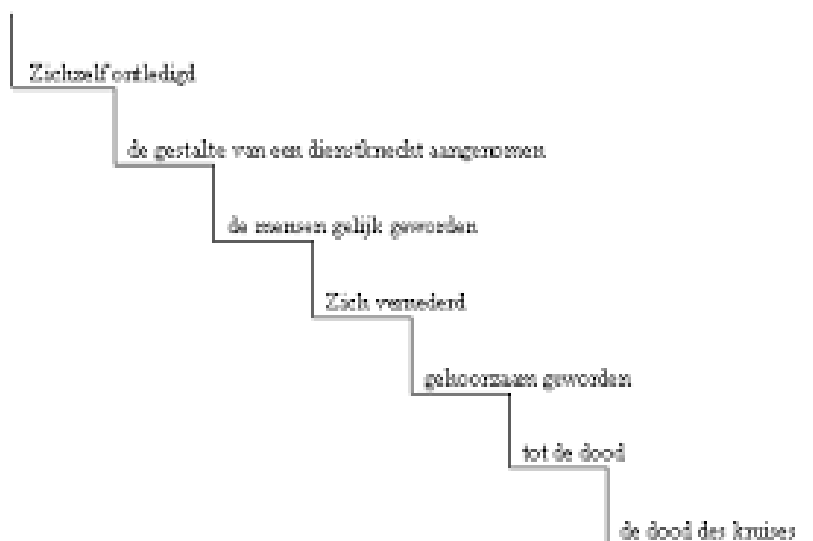 Zichzelf ontledigd
de gestalte van een dienstknecht aangenomen
de mensen gelijk geworden
Zich vernederd
gehoorzaam geworden
tot de dood
de dood des kruises